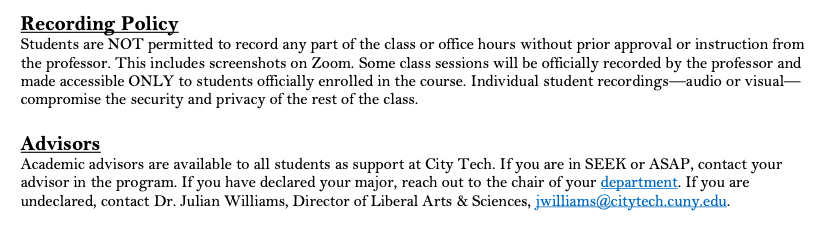 Recording Policy
Students are NOT permitted to record any part of the class or office hours without prior approval or instruction from
the professor. This includes screenshots on Zoom. Some class sessions will be officially recorded by the professor and
made accessible ONLY to students officially enrolled in the course. Individual student recordings—audio or visual—
compromise the security and privacy of the rest of the class.
Advisors
Academic advisors are available to all students as support at City Tech. If you are in SEEK or ASAP, contact your
advisor in the program. If you have declared your major, reach out to the chair of your department. If you are
undeclared, contact Dr. Julian Williams, Director of Liberal Arts & Sciences, jwilliams@citytech.cuny.edu.